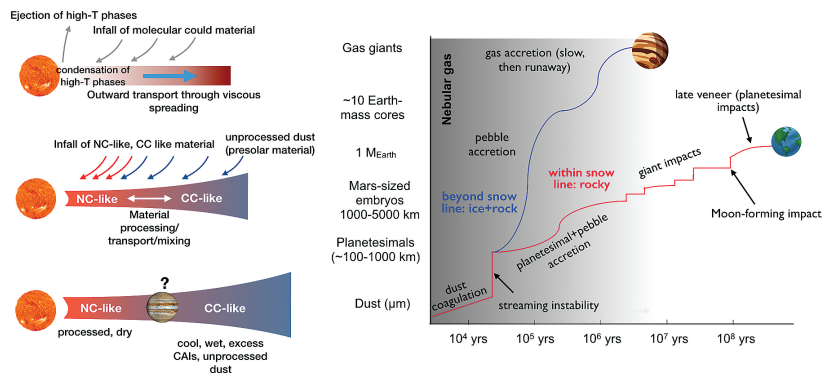 Ejection of high-T phases
Infall of molecular could material
condensation of
high-T phases
Outward transport through viscous
spreading
Infall of NC-like, CC like material
unprocessed dust
(presolar material)
NC-like
CC-like
Material
processing/
transport/mixing
?
NC-like
CC-like
processed, dry
cool, wet, excess
CAIs, unprocessed
dust
Gas giants
~10 Earth-
mass cores
1 MEarth
Mars-sized
embryos
1000-5000 km
Planetesimals
(~100-1000 km)
Dust (μm)
Nebular gas
gas accretion (slow,
then runaway)
pebble
accretion
beyond snow
line: ice+rock
within snow
line: rocky
dust
coagulation
streaming instability
planetesimal+pebble
accretion
giant impacts
late veneer (planetesimal
impacts)
Moon-forming impact
10⁴ yrs
10⁵ yrs
10⁶ yrs
10⁷ yrs
10⁸ yrs